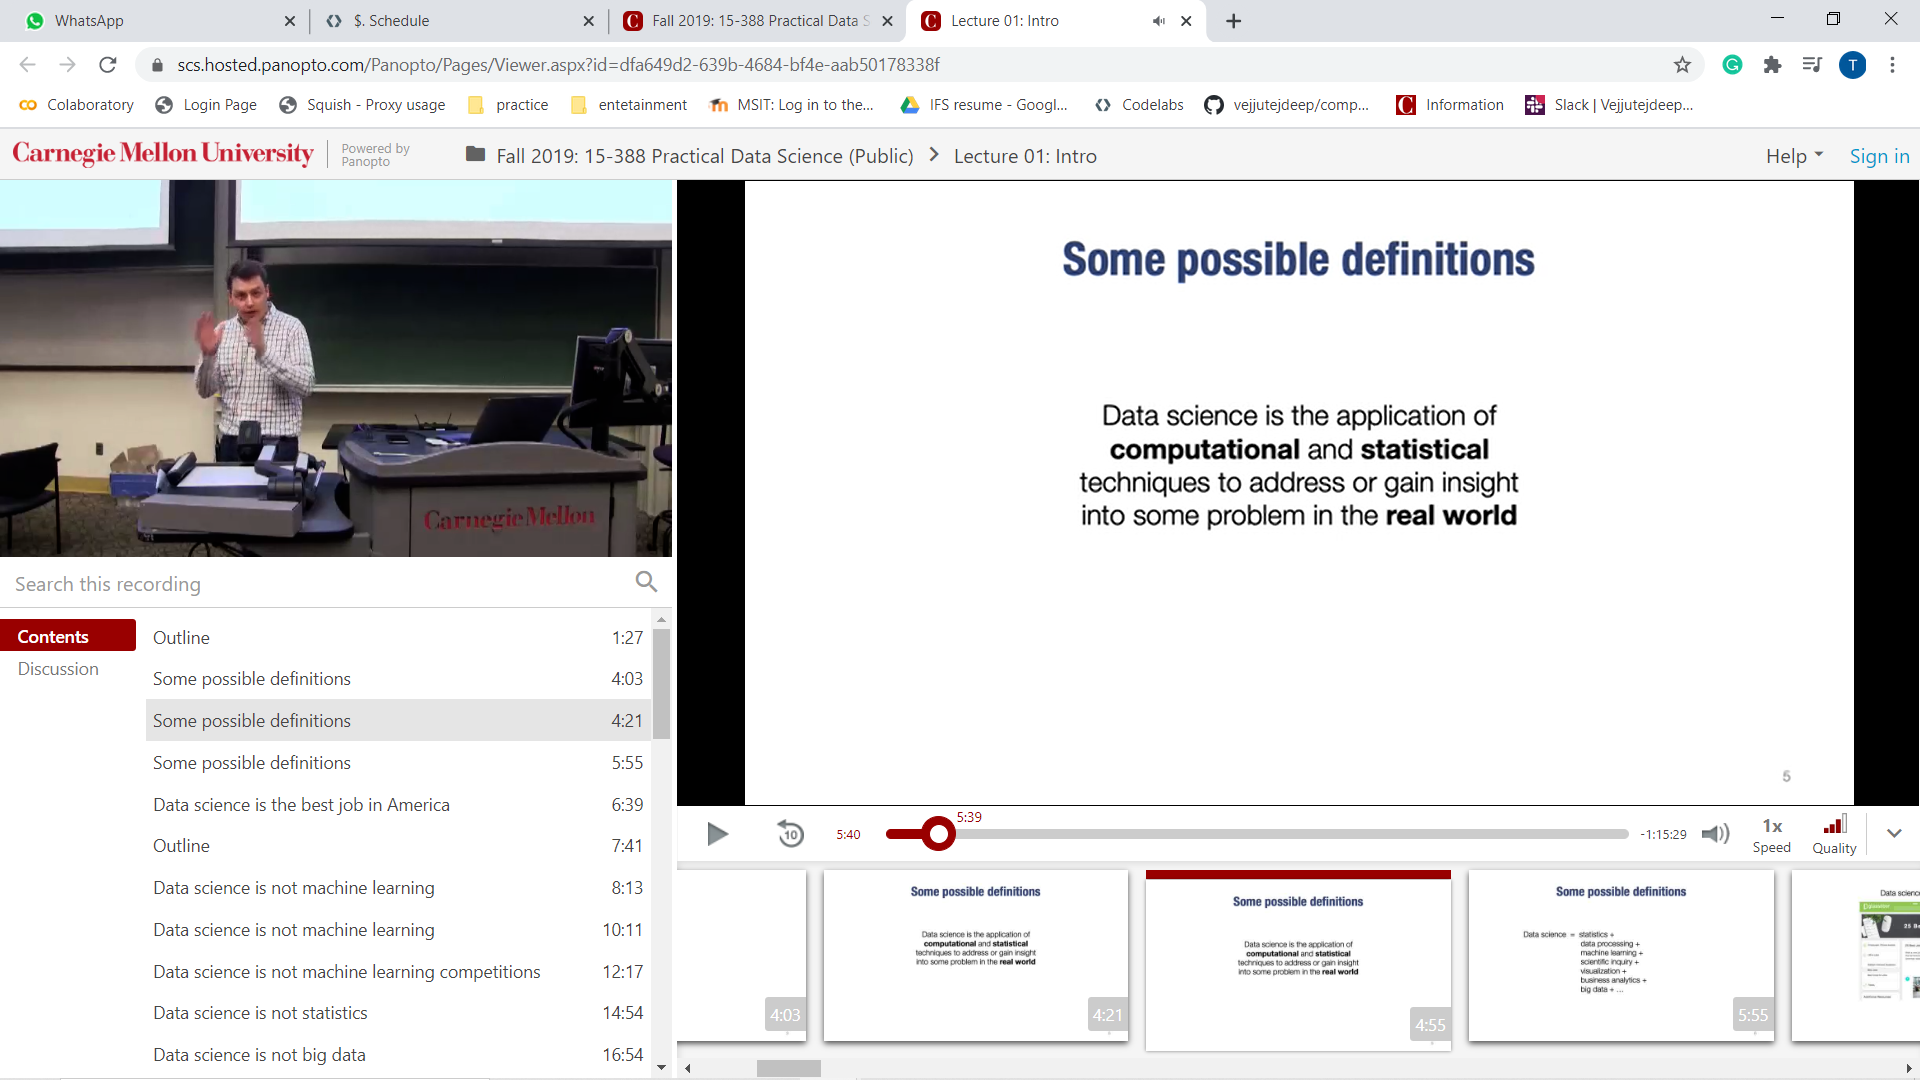 WhatsApp
$. Schedule
Fall 2019: 15-388 Practical Data S
Lecture 01: Intro
scs.hosted.panopto.com/Panopto/Pages/Viewer.aspx?id=dfa649d2-639b-4684-bf4e-aab50178338f
T
Colaboratory
Login Page
Squish - Proxy usage
practice
entetainment
MSIT: Log in to the...
IFS resume - Googl...
Codelabs
vejjutejdeep/comp...
Information
Slack | Vejjutejdeep...
Carnegie Mellon University
Powered by
Panopto
Fall 2019: 15-388 Practical Data Science (Public)
Lecture 01: Intro
Help
Sign in
Carnegie Mellon
Search this recording
Contents
Discussion
Outline 1:27
Some possible definitions 4:03
Some possible definitions 4:21
Some possible definitions 5:55
Data science is the best job in America 6:39
Outline 7:41
Data science is not machine learning 8:13
Data science is not machine learning 10:11
Data science is not machine learning competitions 12:17
Data science is not statistics 14:54
Data science is not big data 16:54
Some possible definitions
Data science is the application of
computational and statistical
techniques to address or gain insight
into some problem in the real world
5
10
5:40
5:39
-1:15:29
1x
Speed
Quality
4:03
Some possible definitions
Data science is the application of
computational and statistical
techniques to address or gain insight
into some problem in the real world
4:21
Some possible definitions
Data science is the application of
computational and statistical
techniques to address or gain insight
into some problem in the real world
4:55
Some possible definitions
Data science = statistics +
data processing +
machine learning +
scientific inquiry +
visualization +
business analytics +
big data + ...
5:55
Data science